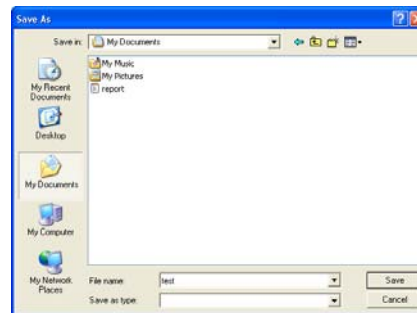 Save As
Save in:
My Documents
My Recent
Documents
Desktop
My Documents
My Computer
My Network
Places
My Music
My Pictures
report
File name:
test
Save
Save as type:
Cancel